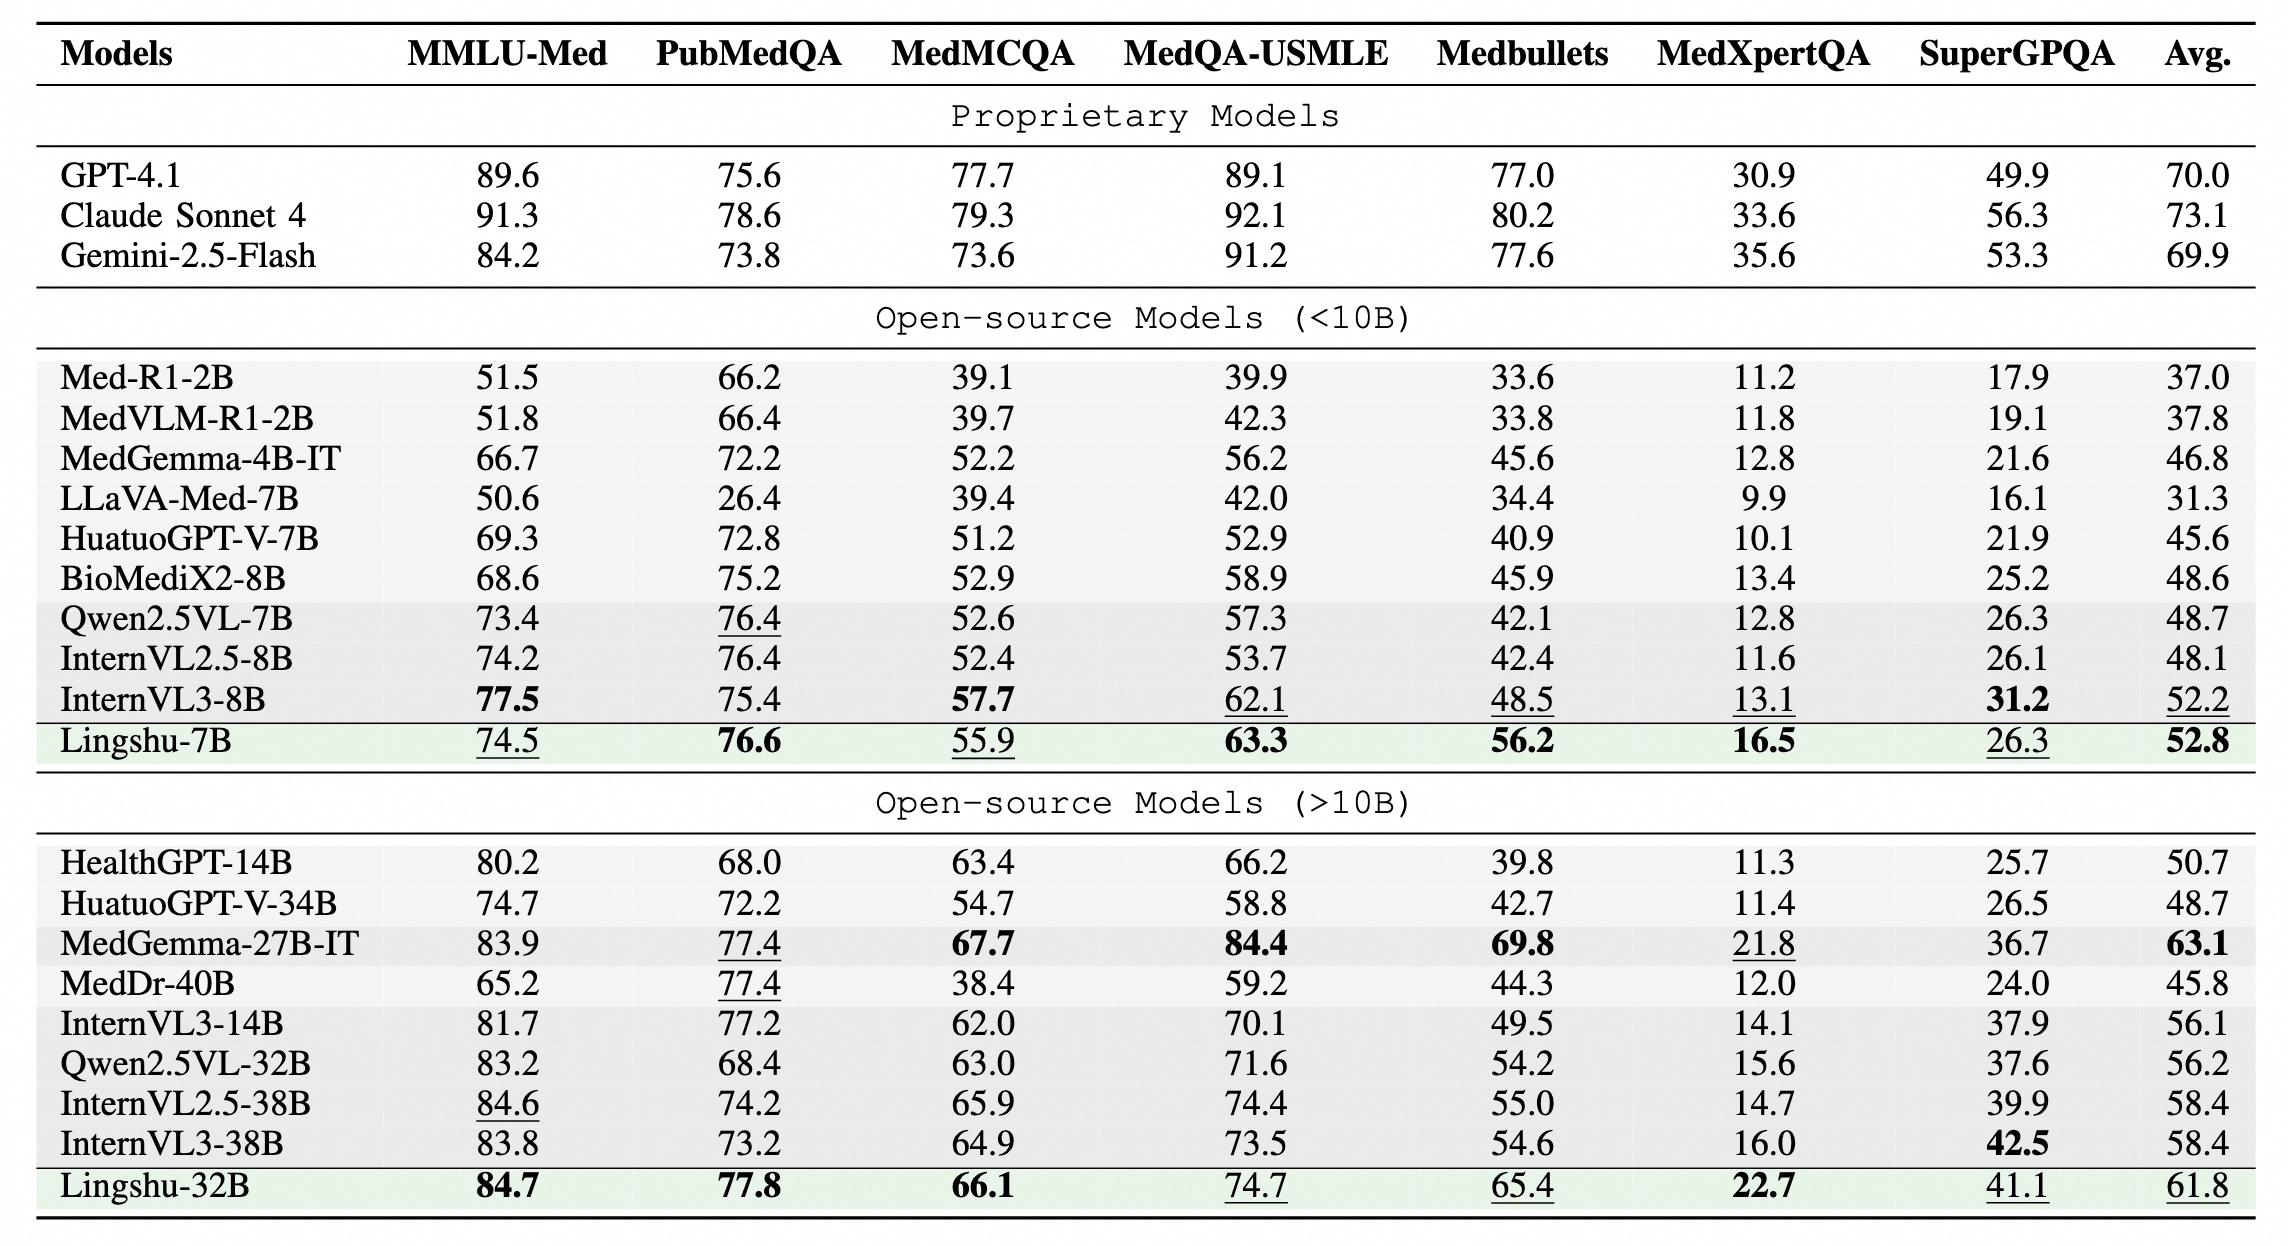 Models MMLU-Med PubMedQA MedMCQA MedQA-USMLE Medbullets MedXpertQA SuperGPQA Avg.
Proprietary Models
GPT-4.1 89.6 75.6 77.7 89.1 77.0 30.9 49.9 70.0
Claude Sonnet 4 91.3 78.6 79.3 92.1 80.2 33.6 56.3 73.1
Gemini-2.5-Flash 84.2 73.8 73.6 91.2 77.6 35.6 53.3 69.9
Open-source Models (<10B)
Med-R1-2B 51.5 66.2 39.1 39.9 33.6 11.2 17.9 37.0
MedVLM-R1-2B 51.8 66.4 39.7 42.3 33.8 11.8 19.1 37.8
MedGemma-4B-IT 66.7 72.2 52.2 56.2 45.6 12.8 21.6 46.8
LLaVA-Med-7B 50.6 26.4 39.4 42.0 34.4 9.9 16.1 31.3
HuatuoGPT-V-7B 69.3 72.8 51.2 52.9 40.9 10.1 21.9 45.6
BioMediX2-8B 68.6 75.2 52.9 58.9 45.9 13.4 25.2 48.6
Qwen2.5VL-7B 73.4 76.4 52.6 57.3 42.1 12.8 26.3 48.7
InternVL2.5-8B 74.2 76.4 52.4 53.7 42.4 11.6 26.1 48.1
InternVL3-8B 77.5 75.4 57.7 62.1 48.5 13.1 31.2 52.2
Lingshu-7B 74.5 76.6 55.9 63.3 56.2 16.5 26.3 52.8
Open-source Models (>10B)
HealthGPT-14B 80.2 68.0 63.4 66.2 39.8 11.3 25.7 50.7
HuatuoGPT-V-34B 74.7 72.2 54.7 58.8 42.7 11.4 26.5 48.7
MedGemma-27B-IT 83.9 77.4 67.7 84.4 69.8 21.8 36.7 63.1
MedDr-40B 65.2 77.4 38.4 59.2 44.3 12.0 24.0 45.8
InternVL3-14B 81.7 77.2 62.0 70.1 49.5 14.1 37.9 56.1
Qwen2.5VL-32B 83.2 68.4 63.0 71.6 54.2 15.6 37.6 56.2
InternVL2.5-38B 84.6 74.2 65.9 74.4 55.0 14.7 39.9 58.4
InternVL3-38B 83.8 73.2 64.9 73.5 54.6 16.0 42.5 58.4
Lingshu-32B 84.7 77.8 66.1 74.7 65.4 22.7 41.1 61.8